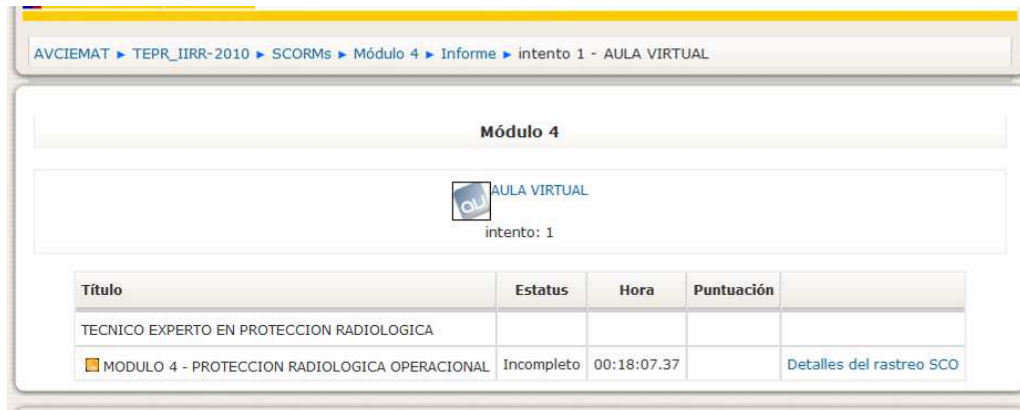 AVCIEMAT ► TEPR_IIRR-2010 ► SCORMs ► Módulo 4 ► Informe ► intento 1 - AULA VIRTUAL
Módulo 4
AULA VIRTUAL
intento: 1
Título Estatus Hora Puntuación
TECNICO EXPERTO EN PROTECCION RADIOLOGICA
MODULO 4 - PROTECCION RADIOLOGICA OPERACIONAL Incompleto 00:18:07.37 Detalles del rastreo SCO